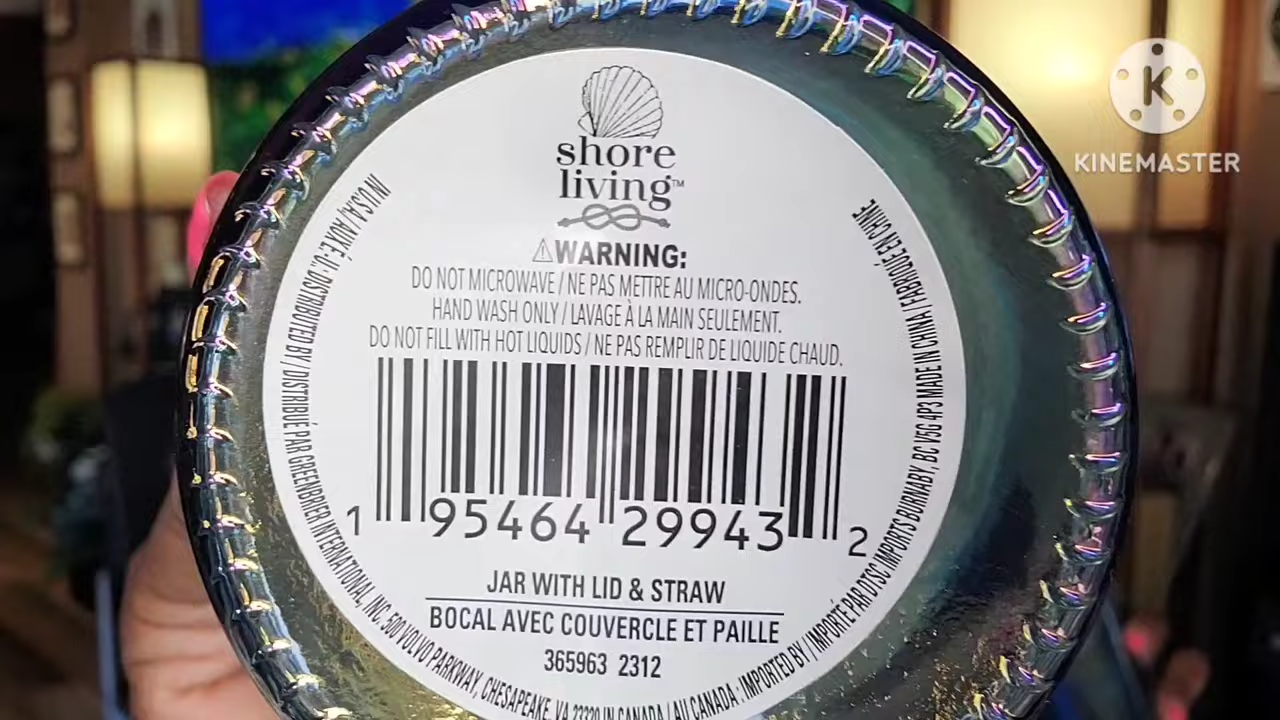 shore
living™
⚠WARNING:
DO NOT MICROWAVE / NE PAS METTRE AU MICRO-ONDES.
HAND WASH ONLY / LAVAGE À LA MAIN SEULEMENT.
DO NOT FILL WITH HOT LIQUIDS / NE PAS REMPLIR DE LIQUIDE CHAUD.
1 95464 29943 2
JAR WITH LID & STRAW
BOCAL AVEC COUVERCLE ET PAILLE
365963 2312
IN U.S.A./ AUX É-U.: DISTRIBUTED BY / DISTRIBUÉ PAR GREENBRIER INTERNATIONAL, INC. 500 VOLVO PARKWAY, CHESAPEAKE, VA 23320 IN CANADA / AU CANADA : IMPORTED BY / IMPORTÉ PAR DTSC IMPORTS BURNABY, BC V5G 4P3 MADE IN CHINA / FABRIQUÉ EN CHINE
K
KINEMASTER